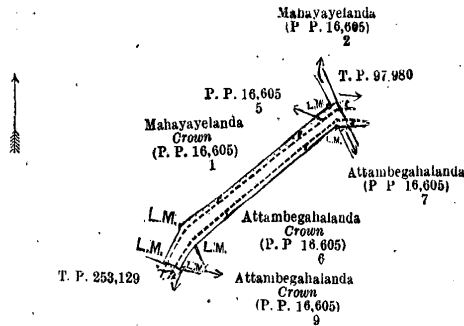 Mahayayelanda
(P P. 16,605)
2
T. P. 97,980
P. P. 16,605
5
L.M.
L.
Mahayayelanda
Crown
(P. P. 16,605)
1
L.M.
Attambegahalanda
(P P 16,605)
7
L.M.
Attambegahalanda
Crown
(P. P 16.605)
6
L.M.
L.M.
L.M.
T. P. 253,129
Attambegahalanda
Crown
(P. P. 16,605)
9